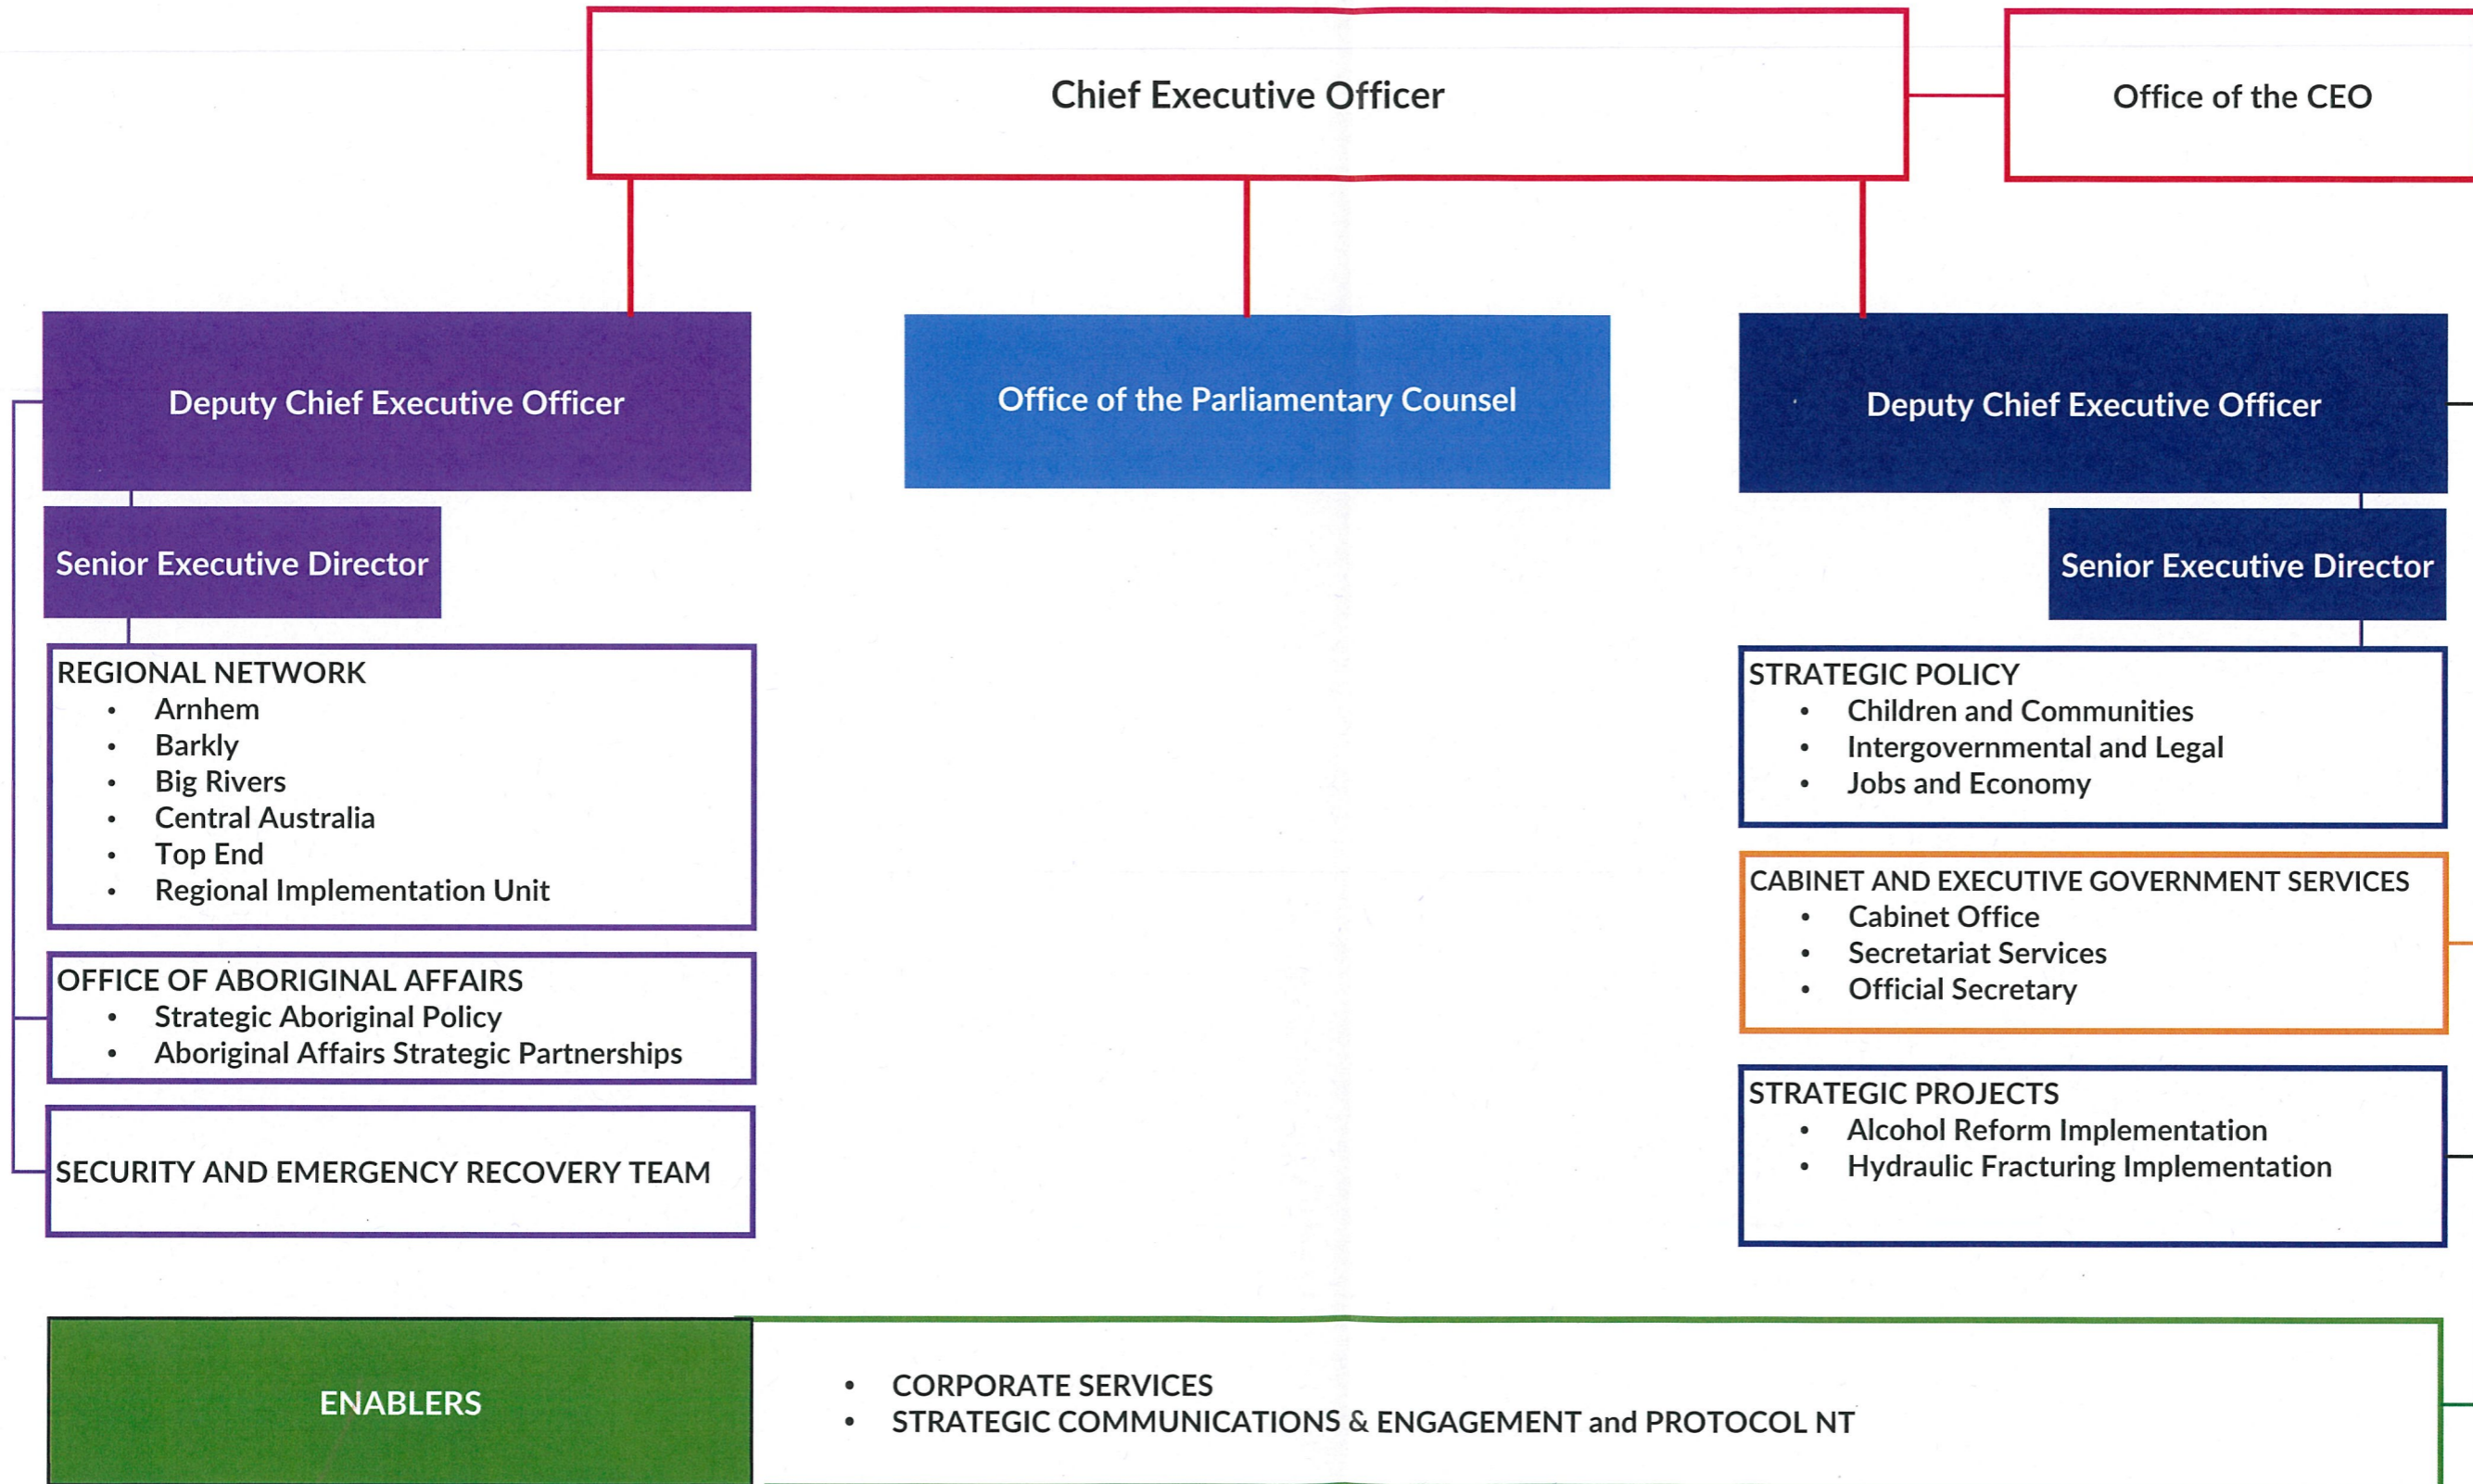 Chief Executive Officer
Office of the CEO
Deputy Chief Executive Officer
Office of the Parliamentary Counsel
Deputy Chief Executive Officer
Senior Executive Director
Senior Executive Director
REGIONAL NETWORK
• Arnhem
• Barkly
• Big Rivers
• Central Australia
• Top End
• Regional Implementation Unit
OFFICE OF ABORIGINAL AFFAIRS
• Strategic Aboriginal Policy
• Aboriginal Affairs Strategic Partnerships
SECURITY AND EMERGENCY RECOVERY TEAM
STRATEGIC POLICY
• Children and Communities
• Intergovernmental and Legal
• Jobs and Economy
CABINET AND EXECUTIVE GOVERNMENT SERVICES
• Cabinet Office
• Secretariat Services
• Official Secretary
STRATEGIC PROJECTS
• Alcohol Reform Implementation
• Hydraulic Fracturing Implementation
ENABLERS
• CORPORATE SERVICES
• STRATEGIC COMMUNICATIONS & ENGAGEMENT and PROTOCOL NT